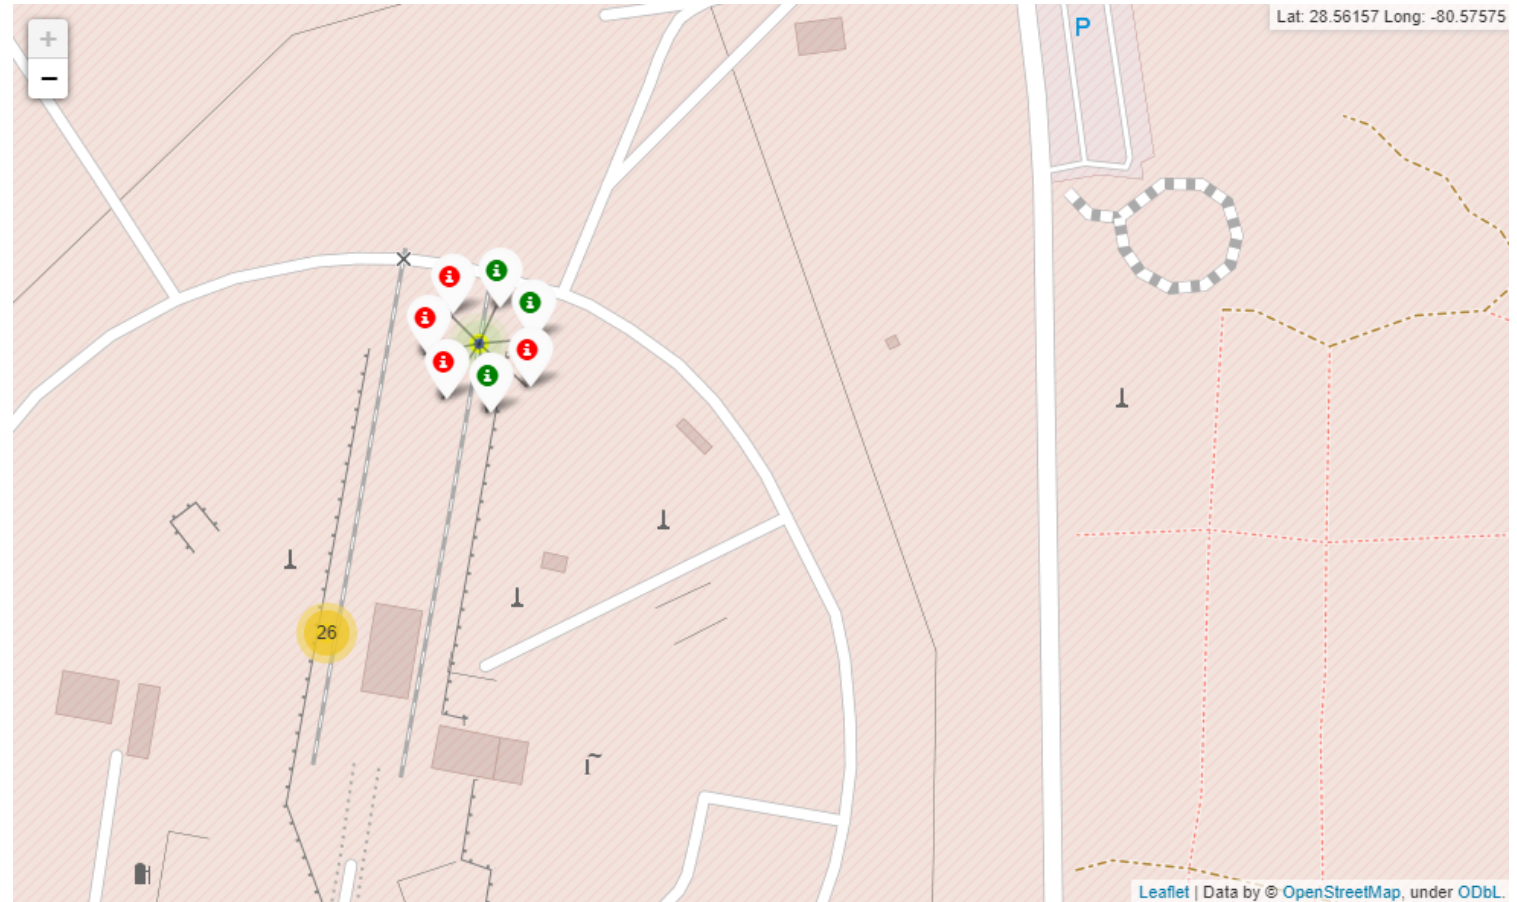 +
−
P
Lat: 28.56157 Long: -80.57575
26
Leaflet | Data by © OpenStreetMap, under ODbL.